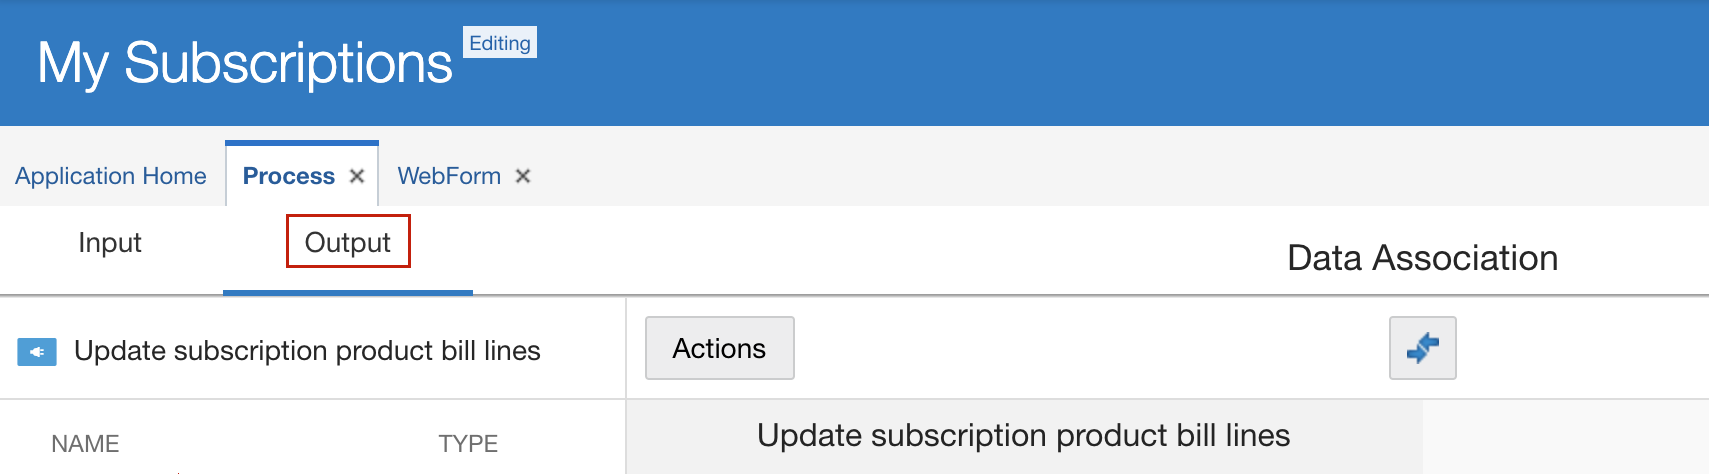 My Subscriptions Editing
Application Home Process WebForm
Input Output Data Association
Update subscription product bill lines Actions
NAME TYPE Update subscription product bill lines